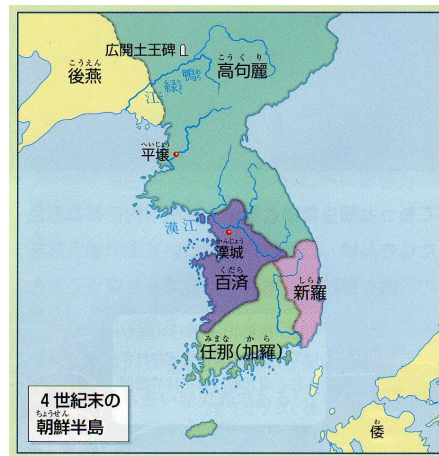 広開土王碑
こうえん
後燕
こうくり
高句麗
鴨緑江
へいじょう
平壌
漢江
かんじょう
漢城
くだら
百済
しらぎ
新羅
みまな から
任那(加羅)
4世紀末の
ちょうせん
朝鮮半島
わ
倭